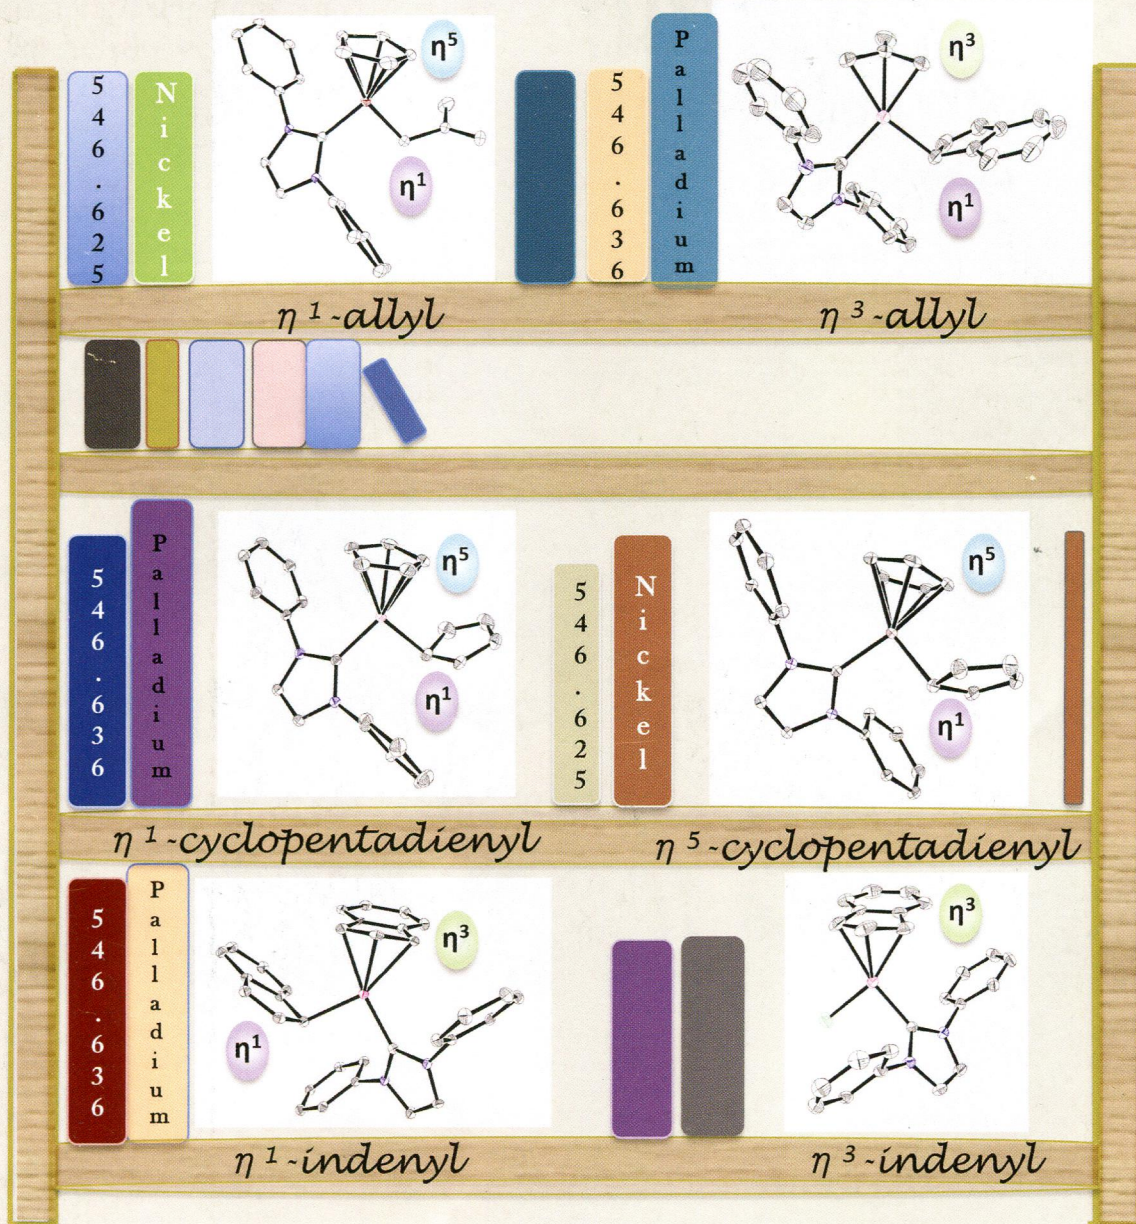 546.625
Nickel
η⁵
η¹
546.636
Palladium
η³
η¹
η ¹-allyl
η ³-allyl
546.636
Palladium
η⁵
η¹
546.625
Nickel
η⁵
η¹
η ¹-cyclopentadienyl
η ⁵-cyclopentadienyl
546.636
Palladium
η³
η¹
η³
η ¹-indenyl
η ³-indenyl